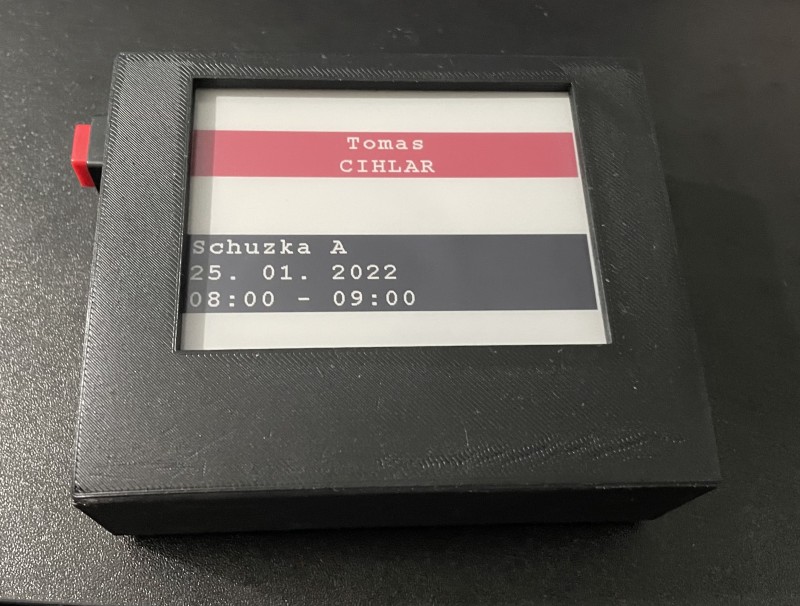 Tomas
CIHLAR
Schuzka A
25. 01. 2022
08:00 - 09:00